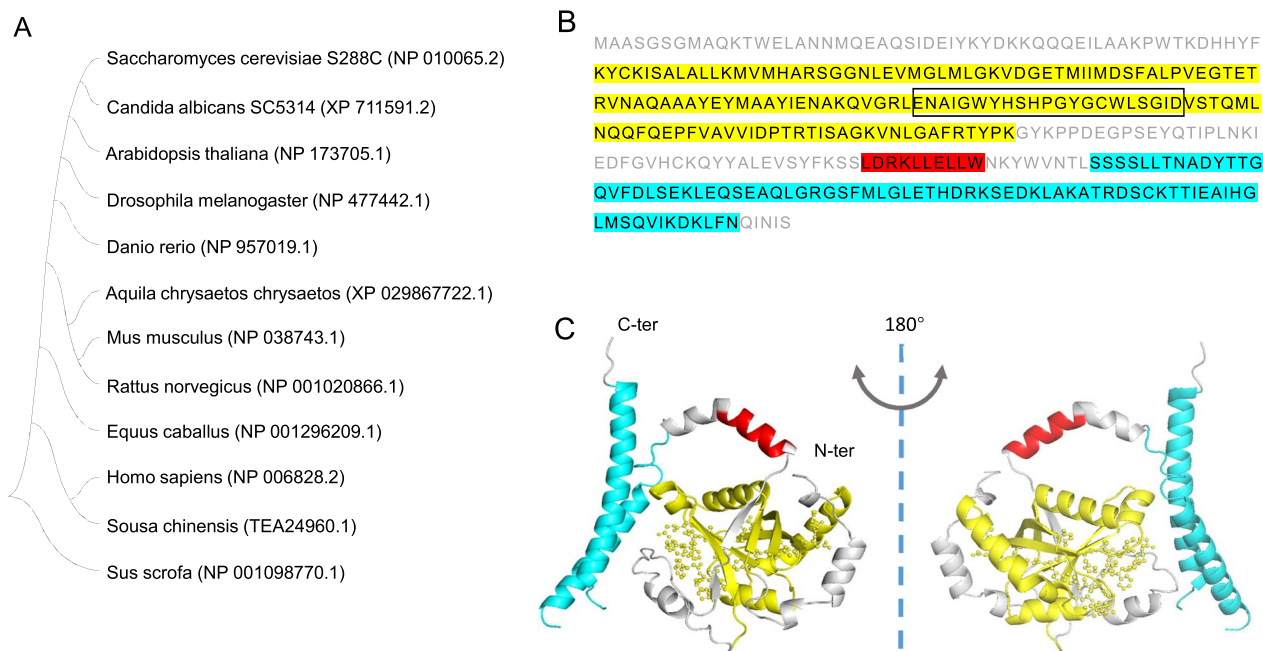 A
Saccharomyces cerevisiae S288C (NP 010065.2)
Candida albicans SC5314 (XP 711591.2)
Arabidopsis thaliana (NP 173705.1)
Drosophila melanogaster (NP 477442.1)
Danio rerio (NP 957019.1)
Aquila chrysaetos chrysaetos (XP 029867722.1)
Mus musculus (NP 038743.1)
Rattus norvegicus (NP 001020866.1)
Equus caballus (NP 001296209.1)
Homo sapiens (NP 006828.2)
Sousa chinensis (TEA24960.1)
Sus scrofa (NP 001098770.1)
B
MAASGSGMAQKTWELANNMQEAQSIDEIYKYDKKQQQEILAAKPWTKDHHYF
KYCKISALALLKMVMHARSGGNLEVMGLMLGKVDGETMIIMDSFALPVEGTET
RVNAQAAAYEYMAAYIENAKQVGRLENAIGWYHSHPGYGCWLSGIDVSTQML
NQQFQEPFVAVVIDPTRTISAGKVNLGAFRTYPKGYKPPDEGPSEYQTIPLNKI
EDFGVHCKQYYALEVSYFKSSLDRKLLELLWNKYWVNTLSSSSLLTNADYTTG
QVFDLSEKLEQSEAQLGRGSFMLGLETHDRKSEDKLAKATRDSCKTTIEAIHG
LMSQVIKDKLFNQINIS
C
C-ter
180°
N-ter